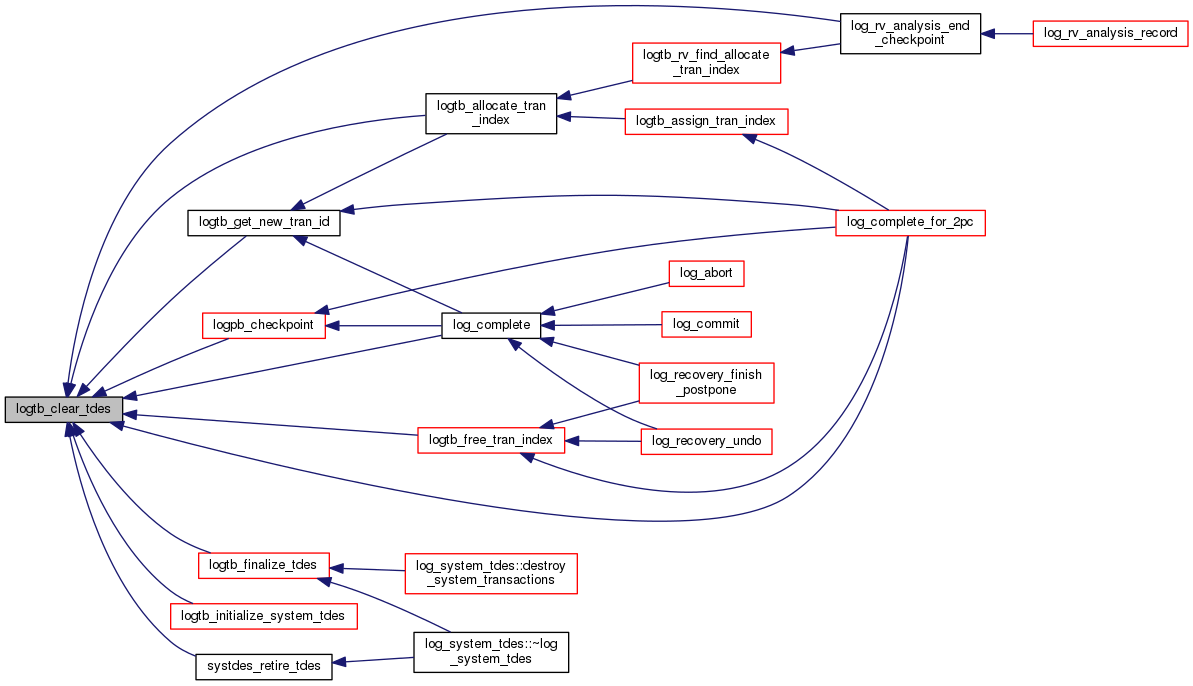 log_rv_analysis_end
_checkpoint
log_rv_analysis_record
logtb_rv_find_allocate
_tran_index
logtb_allocate_tran
_index
logtb_assign_tran_index
logtb_get_new_tran_id
log_complete_for_2pc
log_abort
logpb_checkpoint
log_complete
log_commit
log_recovery_finish
_postpone
logtb_clear_tdes
logtb_free_tran_index
log_recovery_undo
logtb_finalize_tdes
log_system_tdes::destroy
_system_transactions
logtb_initialize_system_tdes
log_system_tdes::~log
_system_tdes
systdes_retire_tdes